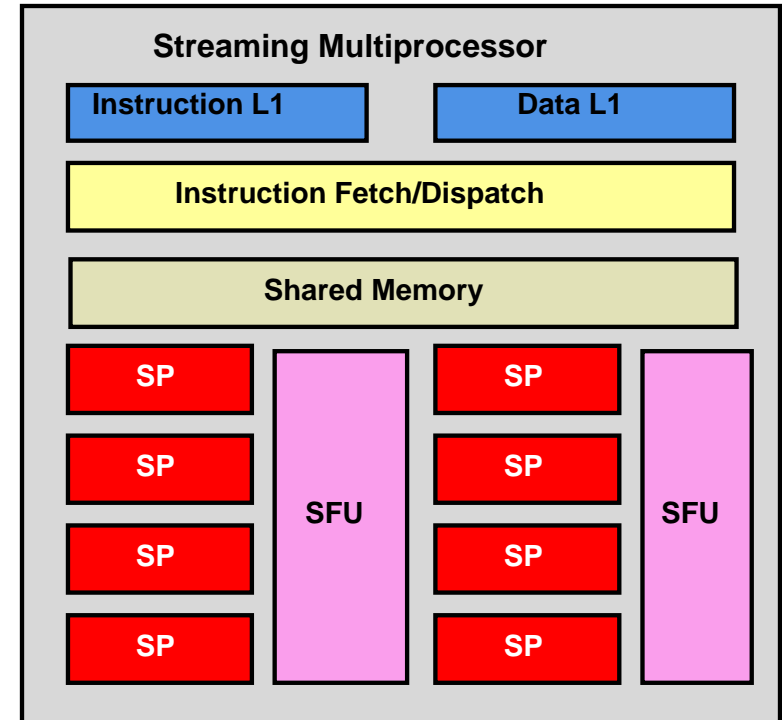 Streaming Multiprocessor
Instruction L1
Data L1
Instruction Fetch/Dispatch
Shared Memory
SP
SP
SP
SP
SFU
SFU
SP
SP
SP
SP